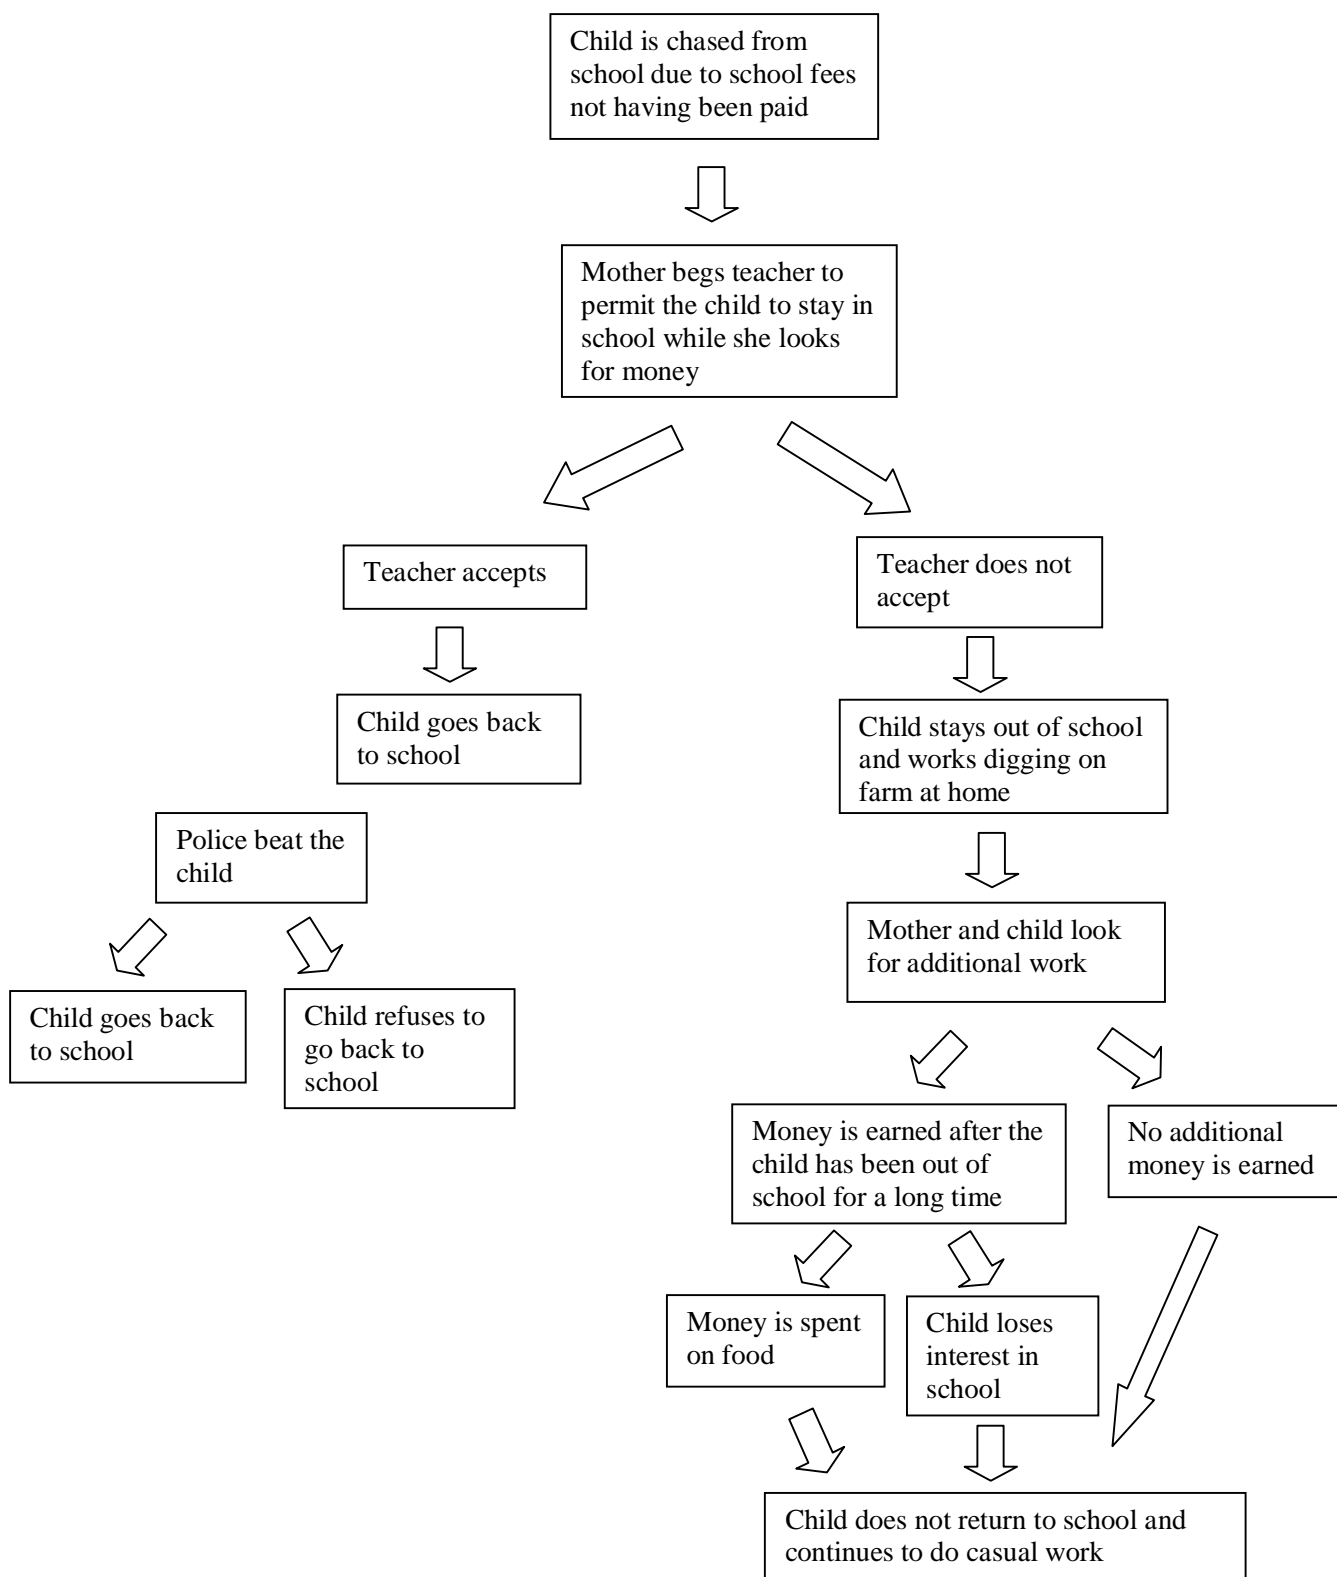 Child is chased from
school due to school fees
not having been paid
Mother begs teacher to
permit the child to stay in
school while she looks
for money
Teacher accepts
Teacher does not
accept
Child goes back
to school
Child stays out of school
and works digging on
farm at home
Police beat the
child
Mother and child look
for additional work
Child goes back
to school
Child refuses to
go back to
school
Money is earned after the
child has been out of
school for a long time
No additional
money is earned
Money is spent
on food
Child loses
interest in
school
Child does not return to school and
continues to do casual work